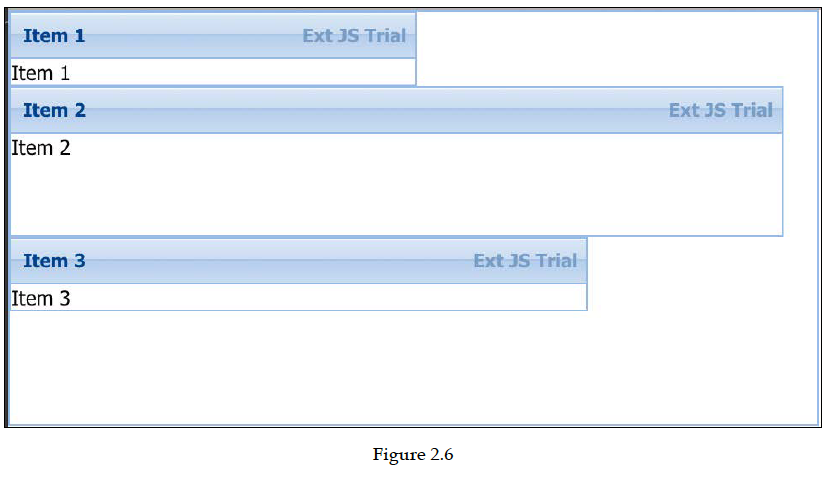 Item 1 Ext JS Trial
Item 1
Item 2 Ext JS Trial
Item 2
Item 3 Ext JS Trial
Item 3
Figure 2.6